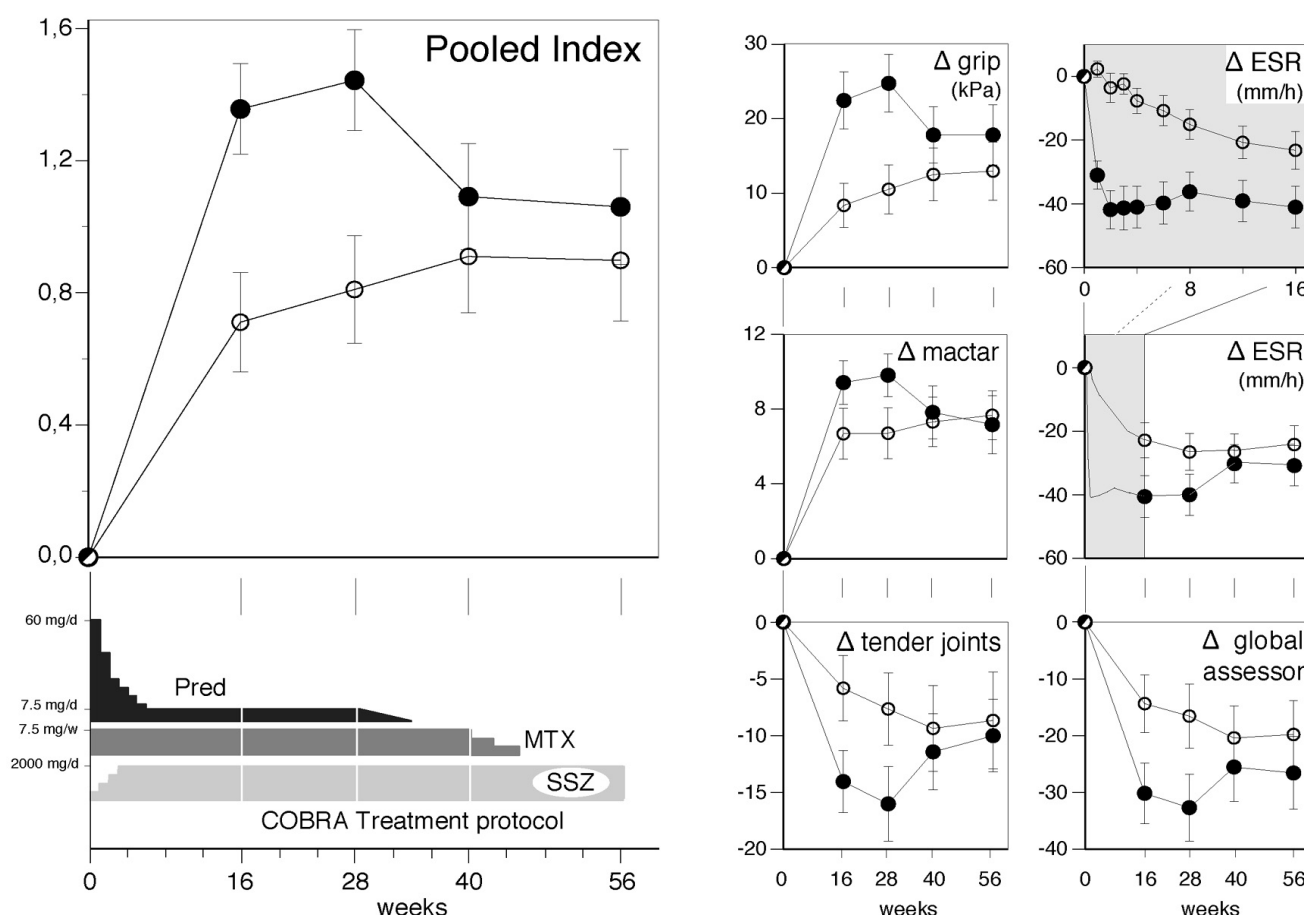 Pooled Index
1,6
1,2
0,8
0,4
0,0
60 mg/d
Pred
7.5 mg/d
7.5 mg/w
MTX
2000 mg/d
SSZ
COBRA Treatment protocol
0 16 28 40 56
weeks
Δ grip
(kPa)
30
20
10
0
Δ ESR
(mm/h)
0
-20
-40
-60
0 8 16
Δ mactar
12
8
4
0
Δ ESR
(mm/h)
0
-20
-40
-60
Δ tender joints
0
-5
-10
-15
-20
0 16 28 40 56
weeks
Δ global
assessor
0
-10
-20
-30
-40
0 16 28 40 56
weeks